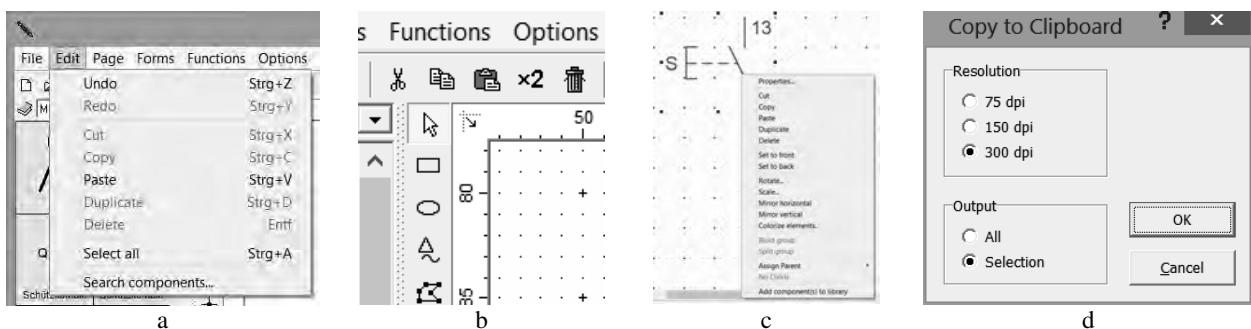 File Edit Page Forms Functions Options
Undo Strg+Z
Redo Strg+Y
Cut Strg+X
Copy Strg+C
Paste Strg+V
Duplicate Strg+D
Delete Entf
Select all Strg+A
Search components...
M
Q
a
s Functions Options
×2
50
80
85
b
13
S
Properties...
Cut
Copy
Paste
Duplicate
Delete
Set to front
Set to back
Rotate...
Scale...
Mirror horizontal
Mirror vertical
Colorize elements...
Build group
Split group
Assign Parent
No Childs
Add component(s) to library
c
Copy to Clipboard ? ×
Resolution
75 dpi
150 dpi
300 dpi
Output
All
Selection
OK
Cancel
d